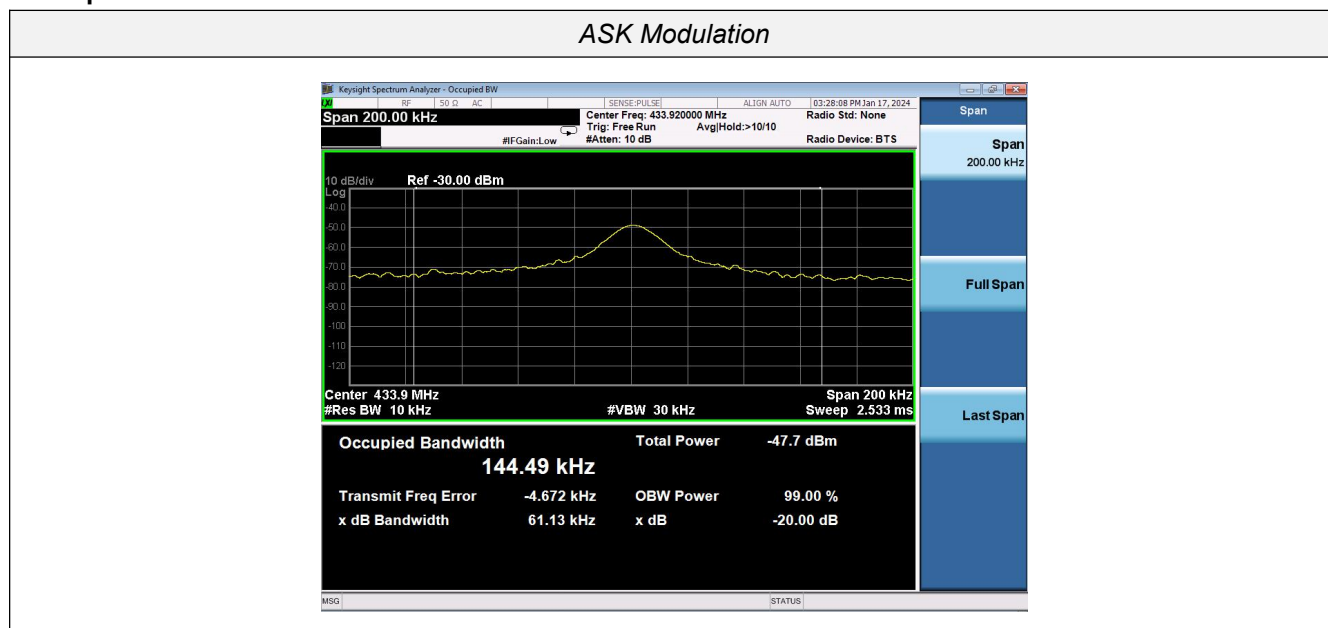 ASK Modulation
Keysight Spectrum Analyzer - Occupied BW
RF 50 Ω AC SENSE:PULSE ALIGN AUTO 03:28:08 PM Jan 17, 2024
Span 200.00 kHz
Center Freq: 433.920000 MHz
Radio Std: None
Trig: Free Run Avg|Hold:>10/10
#IFGain:Low
#Atten: 10 dB
Radio Device: BTS
10 dB/div Ref -30.00 dBm
Log
-40.0
-50.0
-60.0
-70.0
-80.0
-90.0
-100
-110
-120
Center 433.9 MHz Span 200 kHz
#Res BW 10 kHz #VBW 30 kHz Sweep 2.533 ms
Occupied Bandwidth Total Power -47.7 dBm
144.49 kHz
Transmit Freq Error -4.672 kHz OBW Power 99.00 %
x dB Bandwidth 61.13 kHz x dB -20.00 dB
MSG STATUS
Span
Span
200.00 kHz
Full Span
Last Span